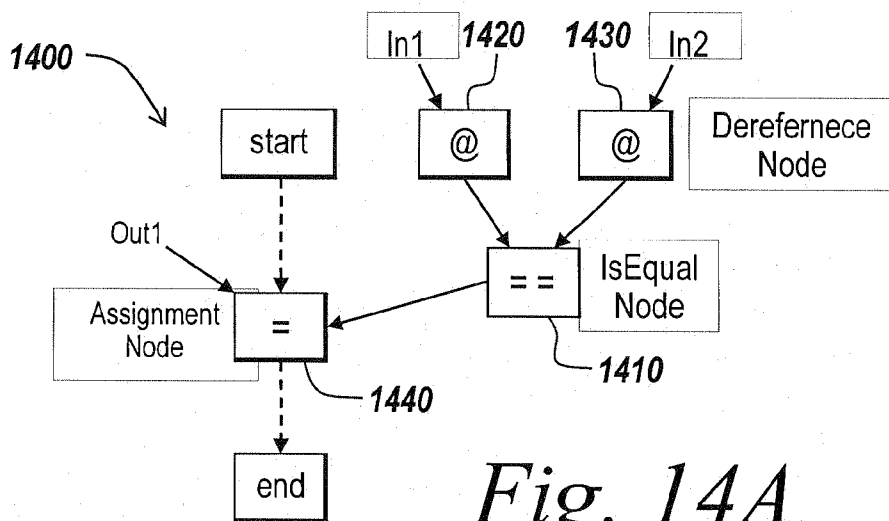 1400
In1
1420
1430
In2
start
@
@
Derefernece
Node
Out1
= =
IsEqual
Node
Assignment
Node
=
1410
1440
end
Fig. 14A